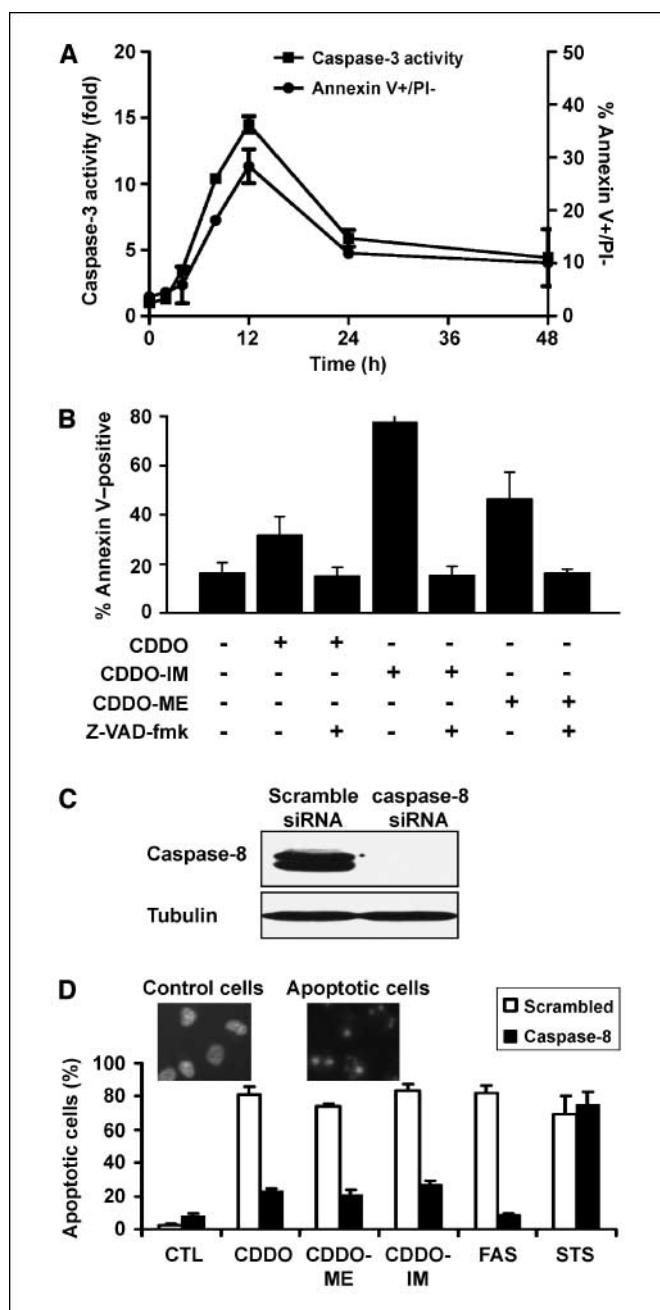 A
Caspase-3 activity (fold)
20
15
10
5
0
Caspase-3 activity
Annexin V+/PI-
50
40
30
20
10
0
% Annexin V+/PI-
0 12 24 36 48
Time (h)
B
% Annexin V–positive
80
60
40
20
0
CDDO - + + - - - -
CDDO-IM - - - + + - -
CDDO-ME - - - - - + +
Z-VAD-fmk - - + - + - +
C
Scramble siRNA
caspase-8 siRNA
Caspase-8
Tubulin
D
Control cells
Apoptotic cells
Scrambled
Caspase-8
Apoptotic cells (%)
100
80
60
40
20
0
CTL CDDO CDDO-ME CDDO-IM FAS STS